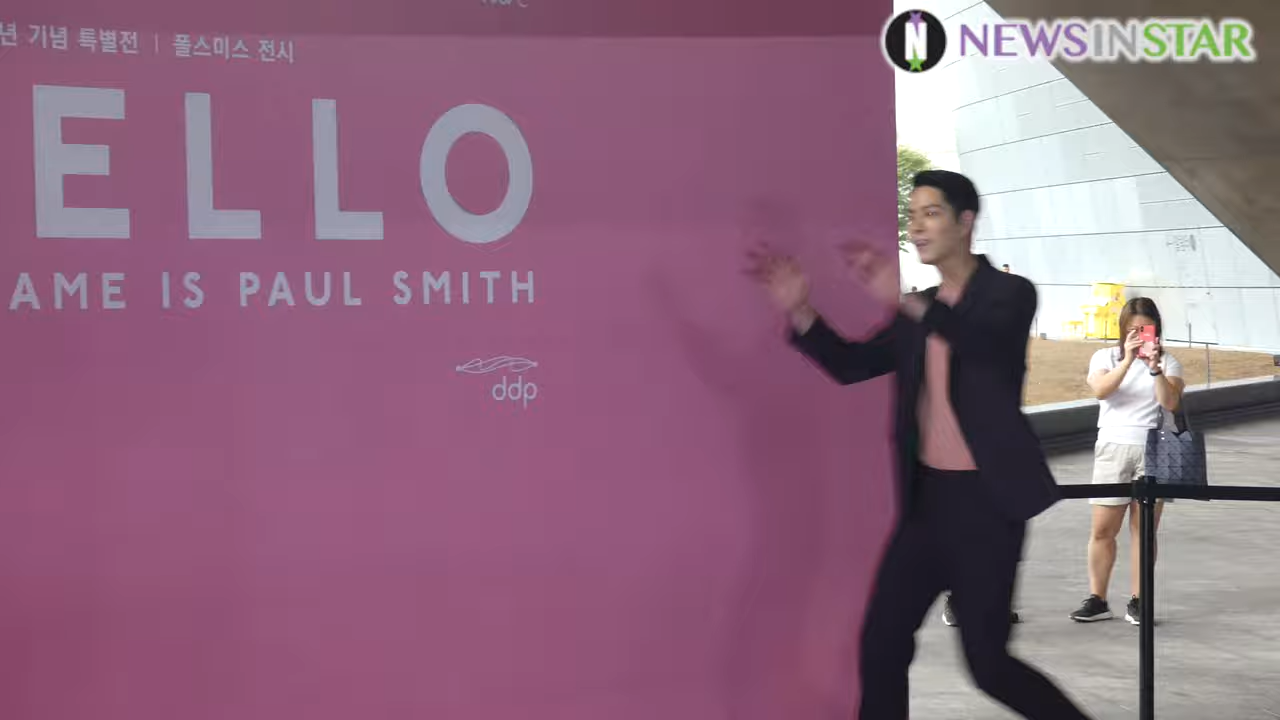 년 기념 특별전 | 폴스미스 전시
ELLO
AME IS PAUL SMITH
ddp
NEWSINSTAR